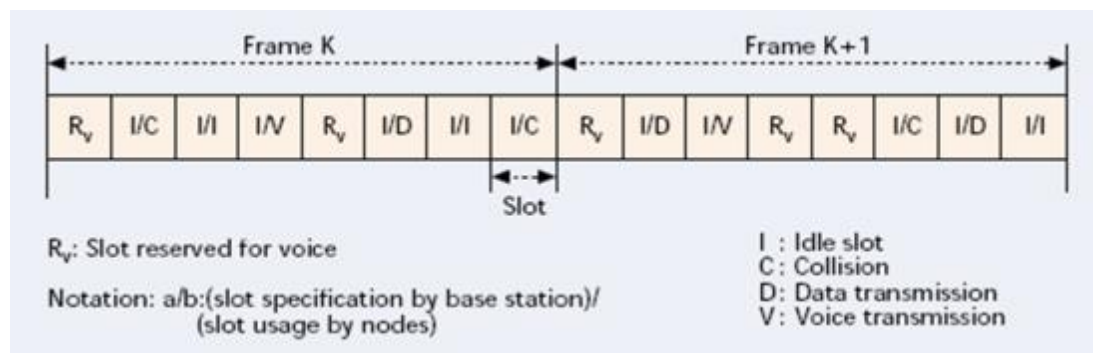 Frame K Frame K+1
Rv I/C I/I I/V Rv I/D I/I I/C Rv I/D I/V Rv Rv I/C I/D I/I
Slot
Rv: Slot reserved for voice
Notation: a/b:(slot specification by base station)/
(slot usage by nodes)
I : Idle slot
C : Collision
D : Data transmission
V : Voice transmission